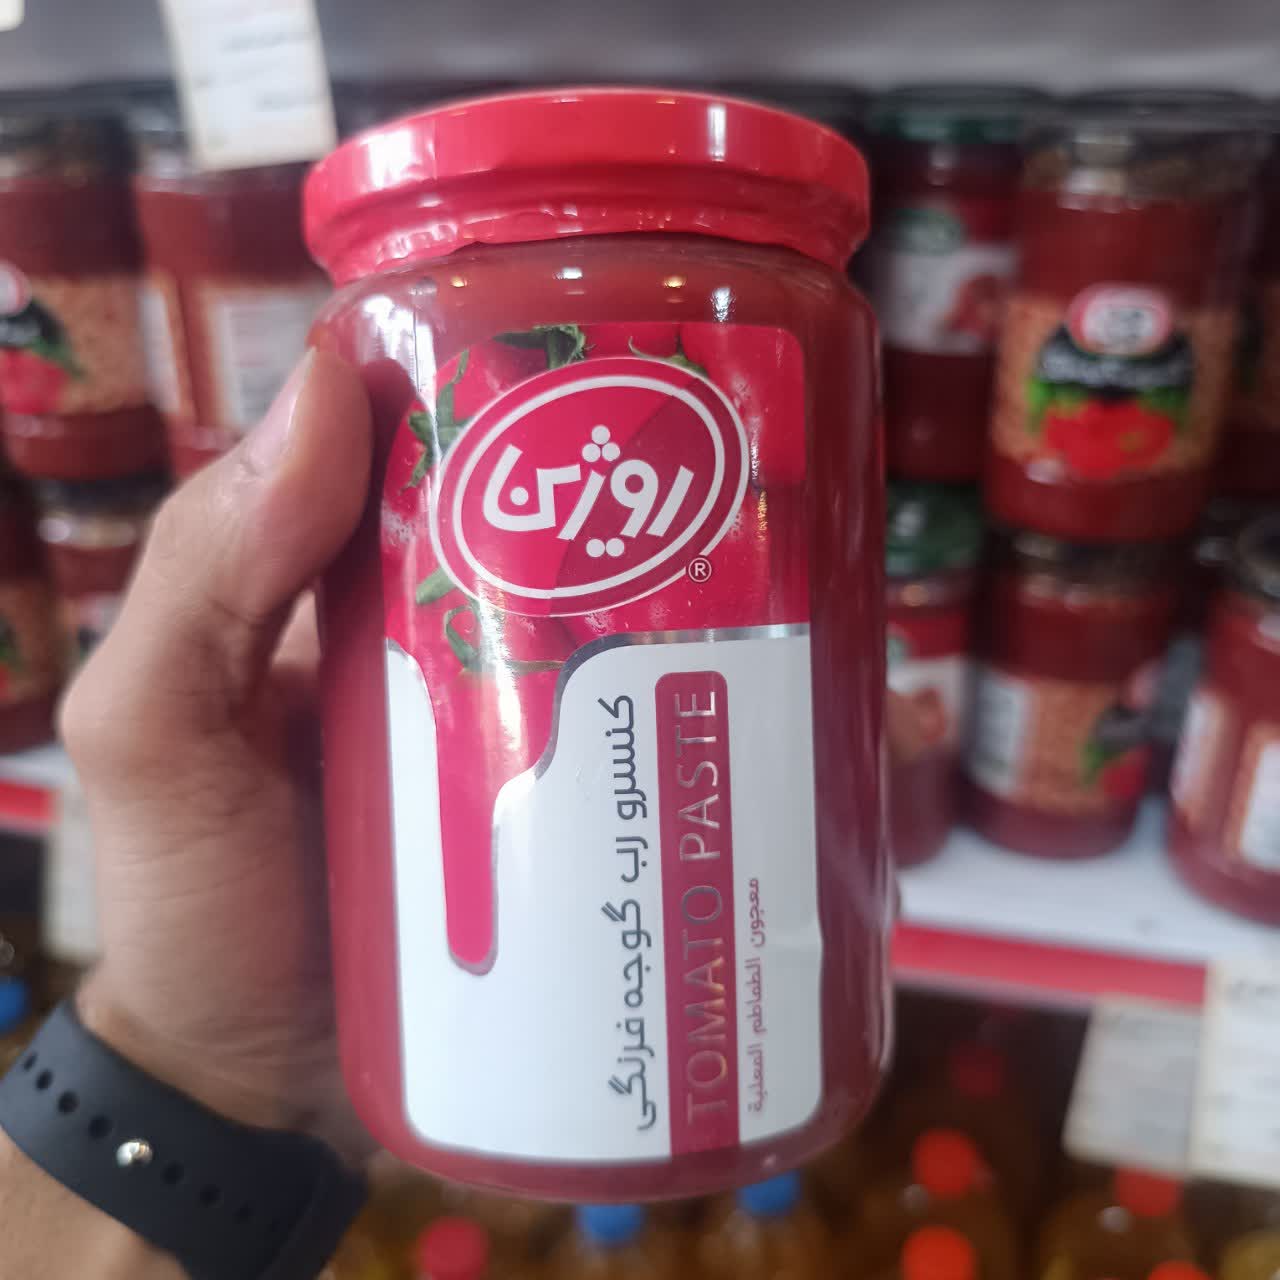 روژین
®
کنسرو رب گوجه فرنگی
TOMATO PASTE
معجون الطماطم المعلبة